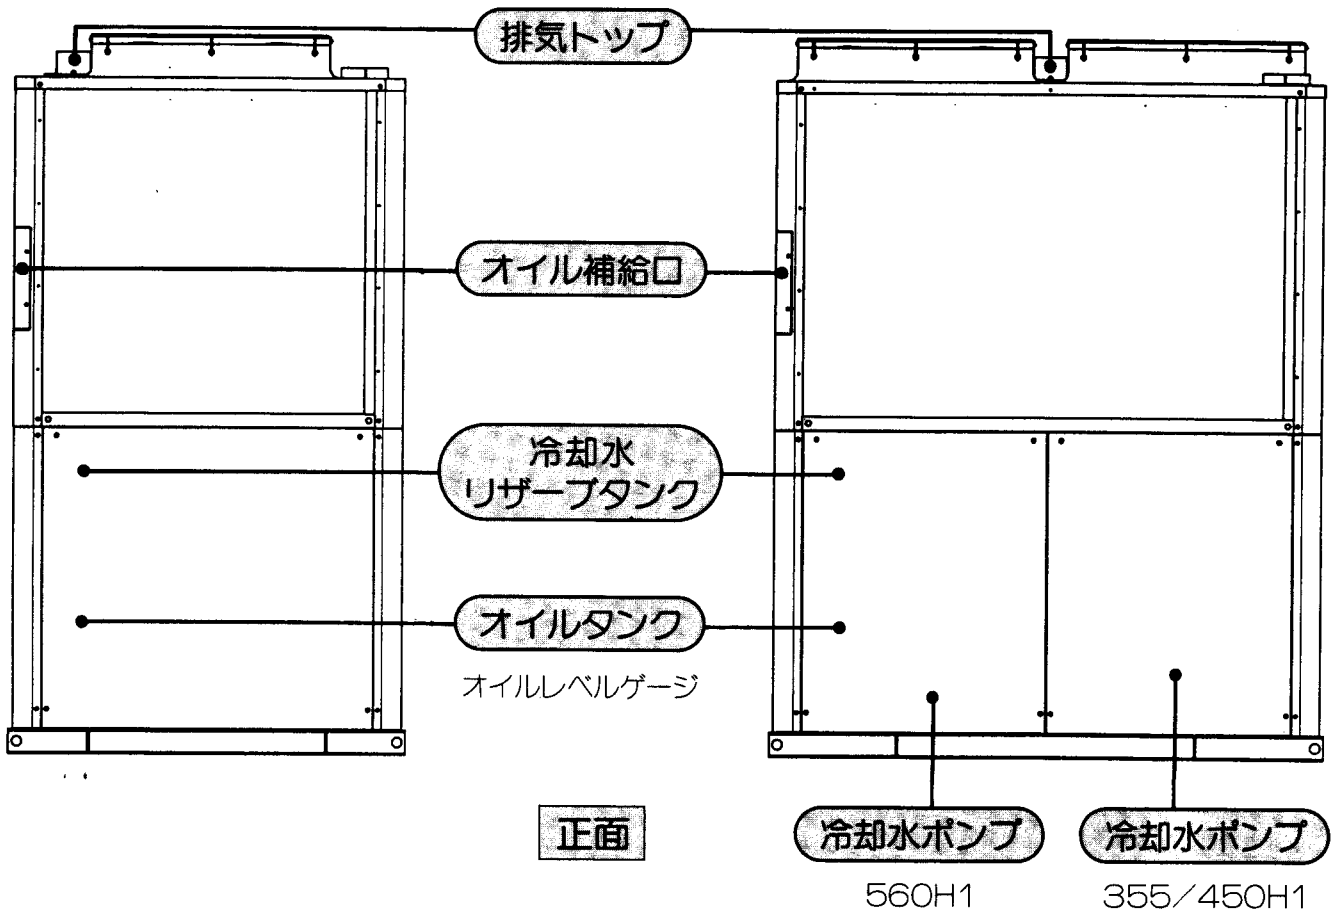 排気トップ
オイル補給口
冷却水
リザーブタンク
オイルタンク
オイルレベルゲージ
正面
冷却水ポンプ
冷却水ポンプ
560H1
355/450H1